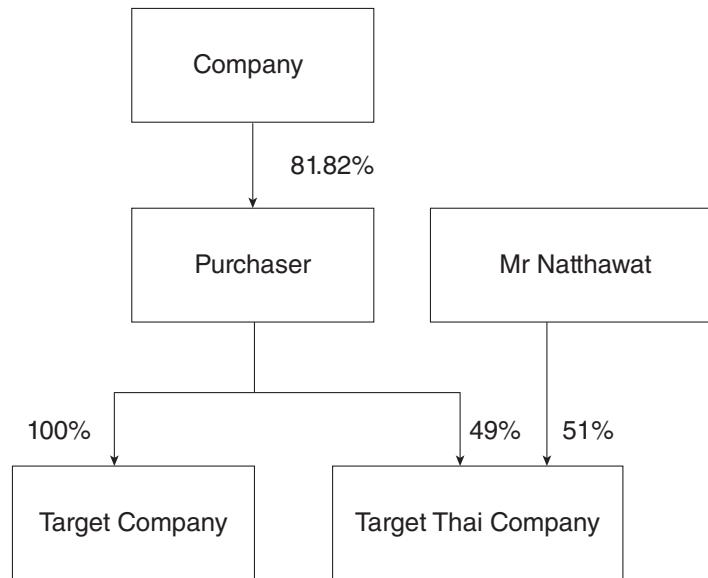 Company
81.82%
Purchaser
Mr Natthawat
100%
49%
51%
Target Company
Target Thai Company